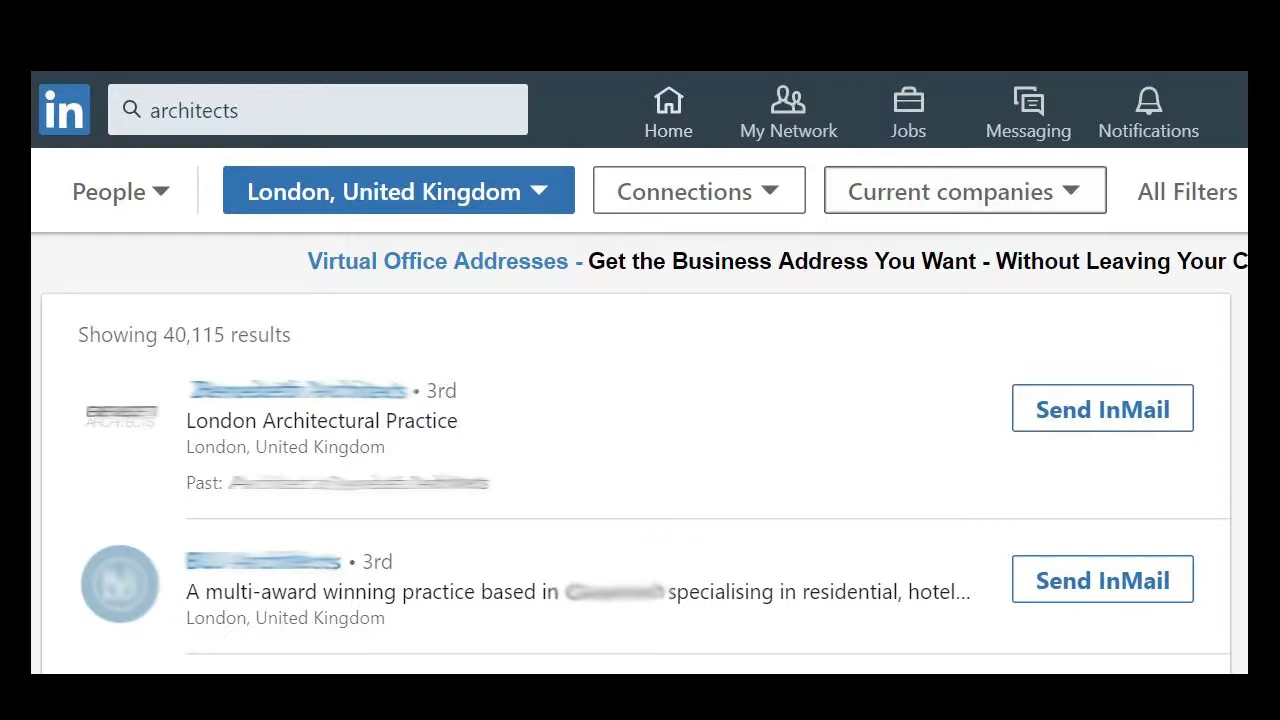 in architects
Home My Network Jobs Messaging Notifications
People London, United Kingdom Connections Current companies All Filters
Virtual Office Addresses - Get the Business Address You Want - Without Leaving Your C
Showing 40,115 results
• 3rd
London Architectural Practice
London, United Kingdom
Past:
Send InMail
ARCHITECTS
• 3rd
A multi-award winning practice based in specialising in residential, hotel...
London, United Kingdom
Send InMail